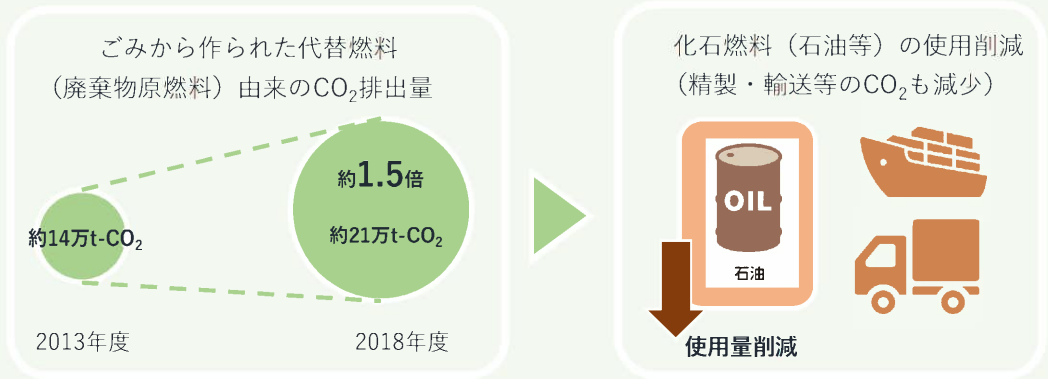 ごみから作られた代替燃料
（廃棄物原燃料）由来のCO₂排出量
約1.5倍
約14万t-CO₂
約21万t-CO₂
2013年度
2018年度
化石燃料（石油等）の使用削減
（精製・輸送等のCO₂も減少）
OIL
石油
使用量削減